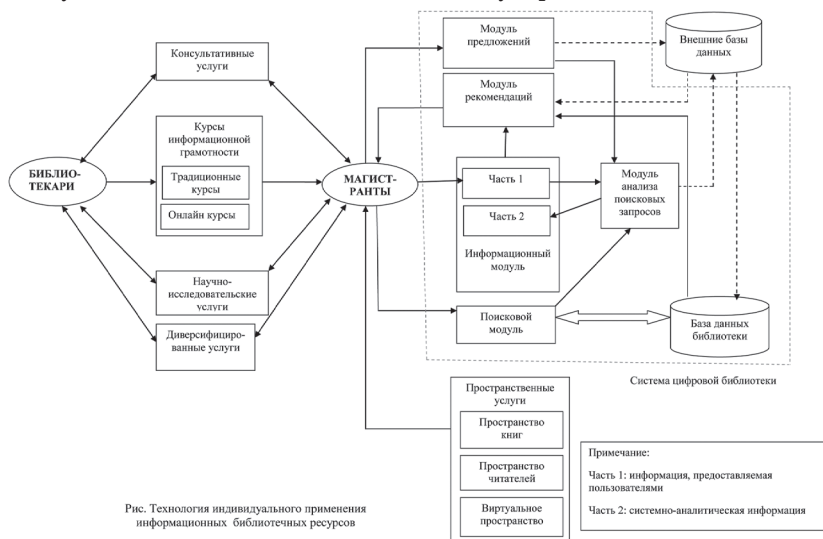 Консультативные
услуги
Курсы
информационной
грамотности
Традиционные
курсы
Онлайн курсы
БИБЛИО-
ТЕКАРИ
Научно-
исследовательские
услуги
Диверсифициро-
ванные услуги
МАГИСТ-
РАНТЫ
Модуль
предложений
Модуль
рекомендаций
Часть 1
Часть 2
Информационный
модуль
Поисковой
модуль
Модуль
анализа
поисковых
запросов
Внешние базы
данных
База данных
библиотеки
Система цифровой библиотеки
Пространственные
услуги
Пространство
книг
Пространство
читателей
Виртуальное
пространство
Примечание:
Часть 1: информация, предоставляемая
пользователями
Часть 2: системно-аналитическая информация
Рис. Технология индивидуального применения
информационных библиотечных ресурсов